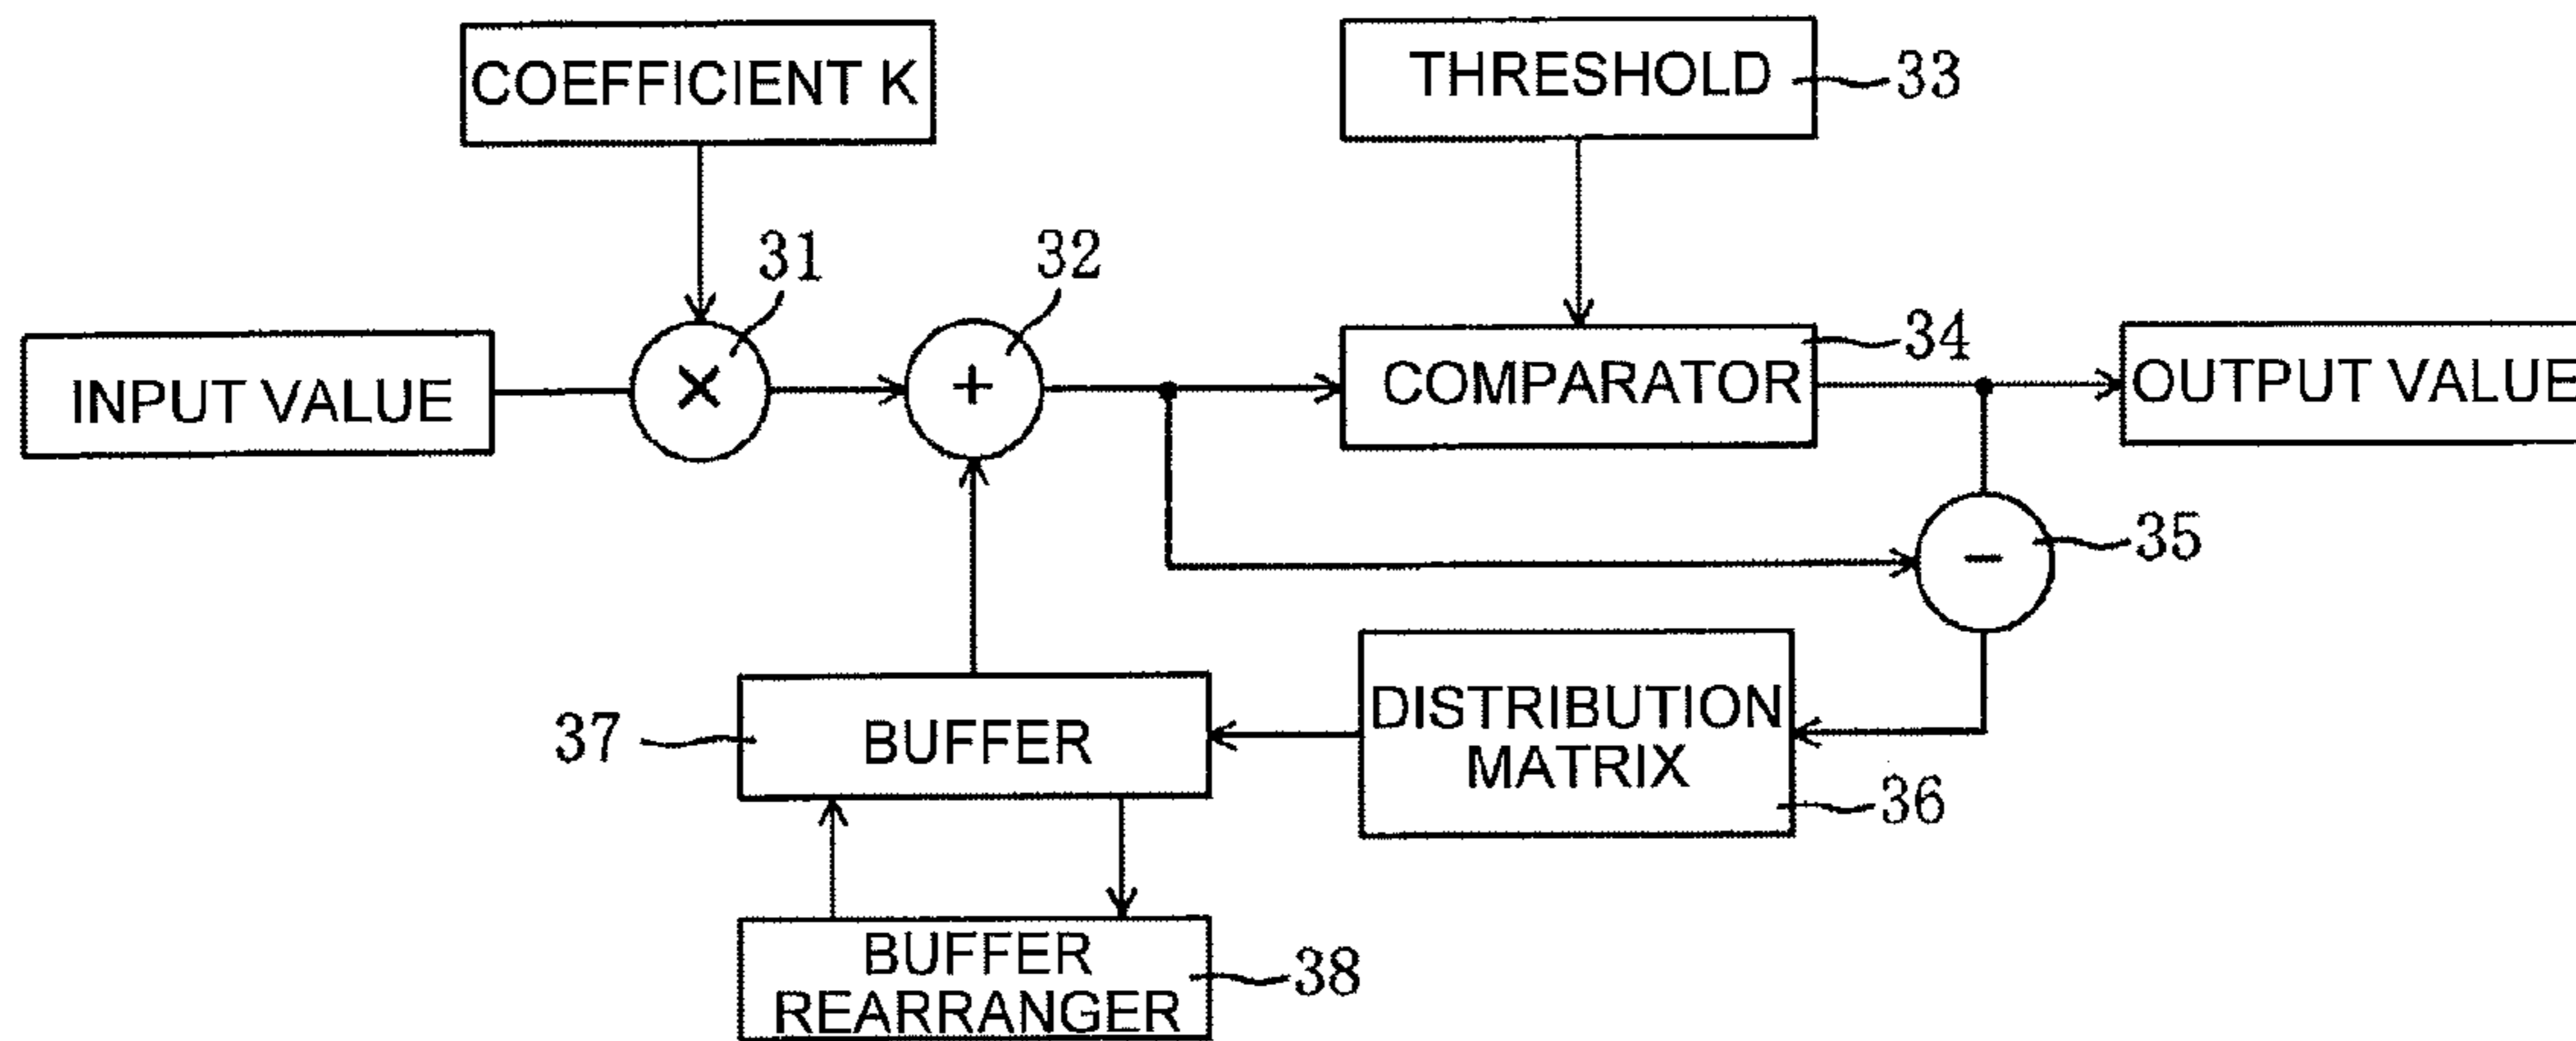 COEFFICIENT K
THRESHOLD
33
31
32
34
INPUT VALUE
×
+
COMPARATOR
OUTPUT VALUE
35
−
37
BUFFER
DISTRIBUTION
MATRIX
36
BUFFER
REARRANGER
38